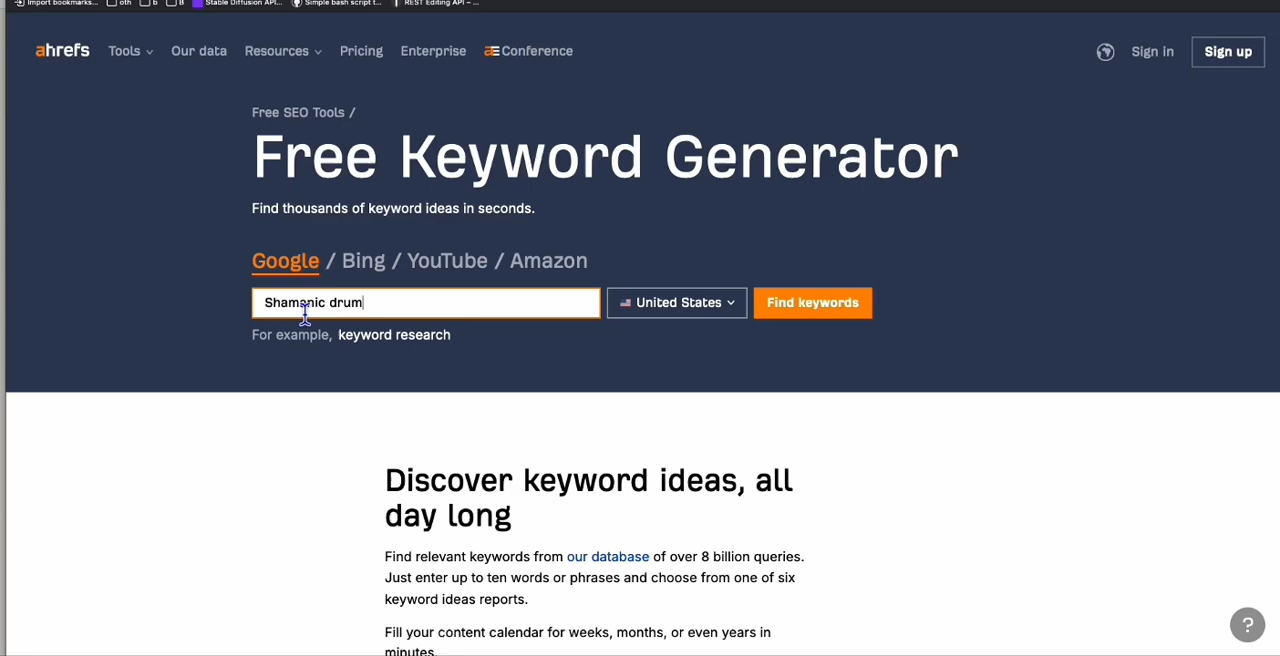 Import bookmarks... oth b B Stable Diffusion API... Simple bash script t... REST Editing API – ...
ahrefs Tools Our data Resources Pricing Enterprise Conference Sign in Sign up
Free SEO Tools /
Free Keyword Generator
Find thousands of keyword ideas in seconds.
Google / Bing / YouTube / Amazon
Shamanic drum United States Find keywords
For example, keyword research
Discover keyword ideas, all
day long
Find relevant keywords from our database of over 8 billion queries.
Just enter up to ten words or phrases and choose from one of six
keyword ideas reports.
Fill your content calendar for weeks, months, or even years in
minutes.
?